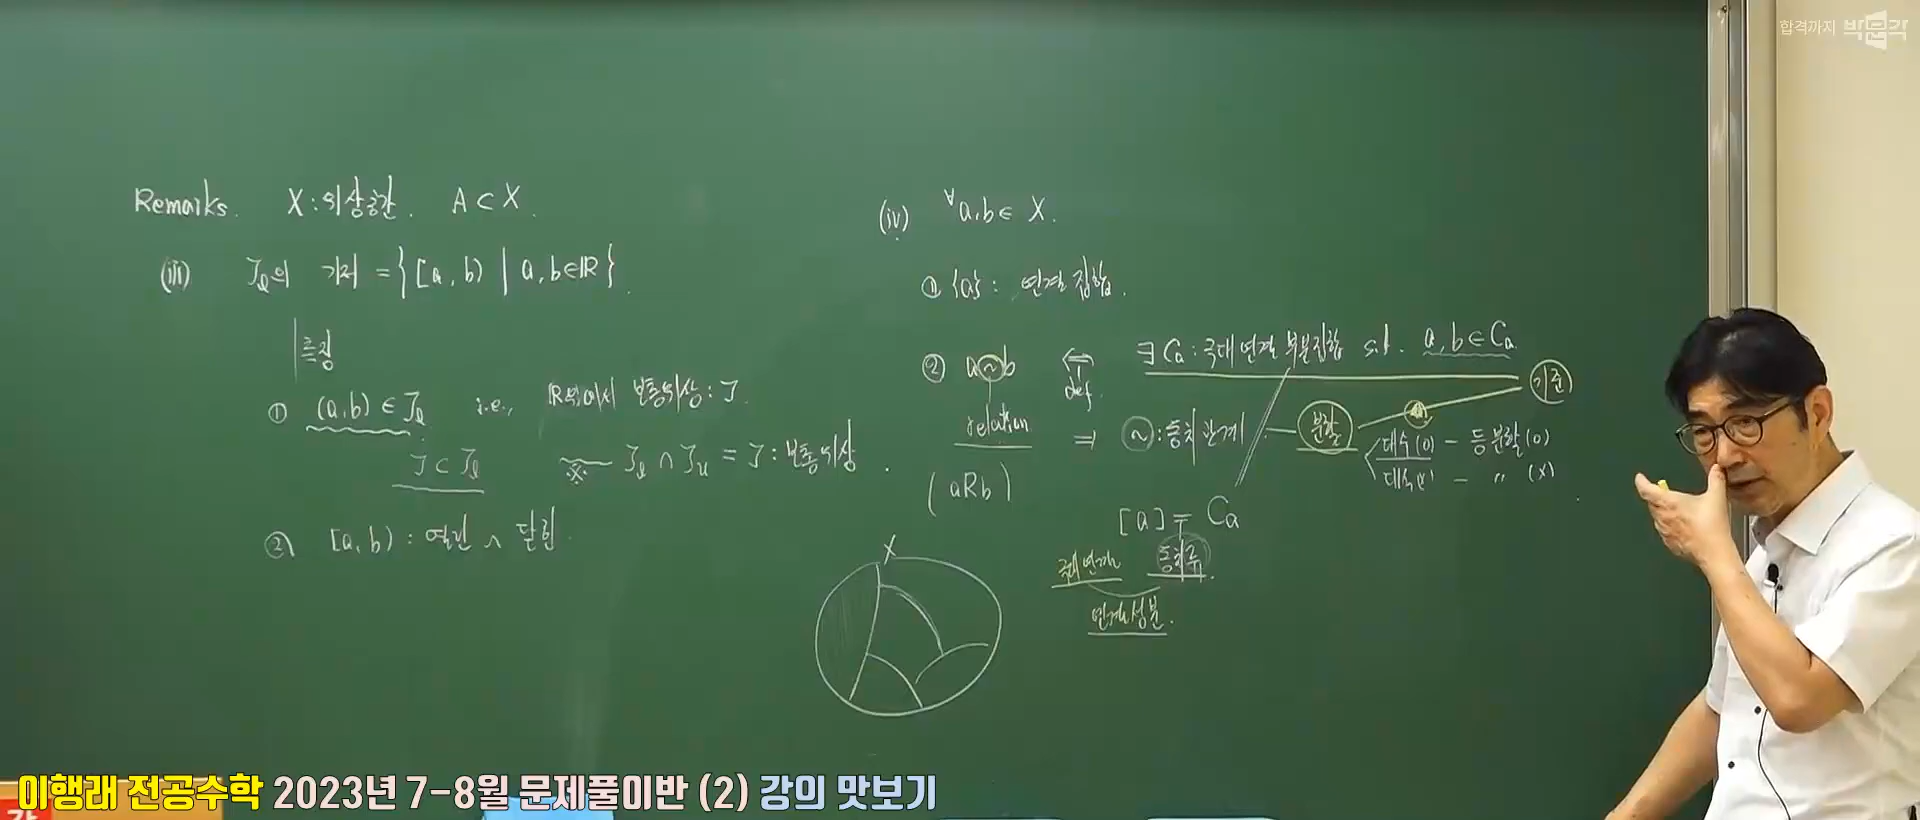 합격까지 박문각
Remarks. X : 위상공간. A ⊂ X.
(iii) 𝒯ℓ의 기저 = { [a, b) | a, b ∈ ℝ }.
특징
① (a, b) ∈ 𝒯ℓ i.e., ℝ위에서 보통위상 : 𝒯.
𝒯 ⊂ 𝒯ℓ ※ 𝒯ℓ ∩ 𝒯u = 𝒯 : 보통위상.
② [a, b) : 열린 ∧ 닫힌.
(iv) ∀a, b ∈ X.
① {a} : 연결집합.
② a ~ b ⇔ ∃ Ca : 극대연결 부분집합 s.t. a, b ∈ Ca 기준
def.
relation ⇒ ~ : 동치관계 분할 대수(0) - 등분할(0)
- 〃 (X)
(aRb)
[a] = Ca
X
극대연결 동치류.
연결성분.
이행래 전공수학 2023년 7-8월 문제풀이반 (2) 강의 맛보기